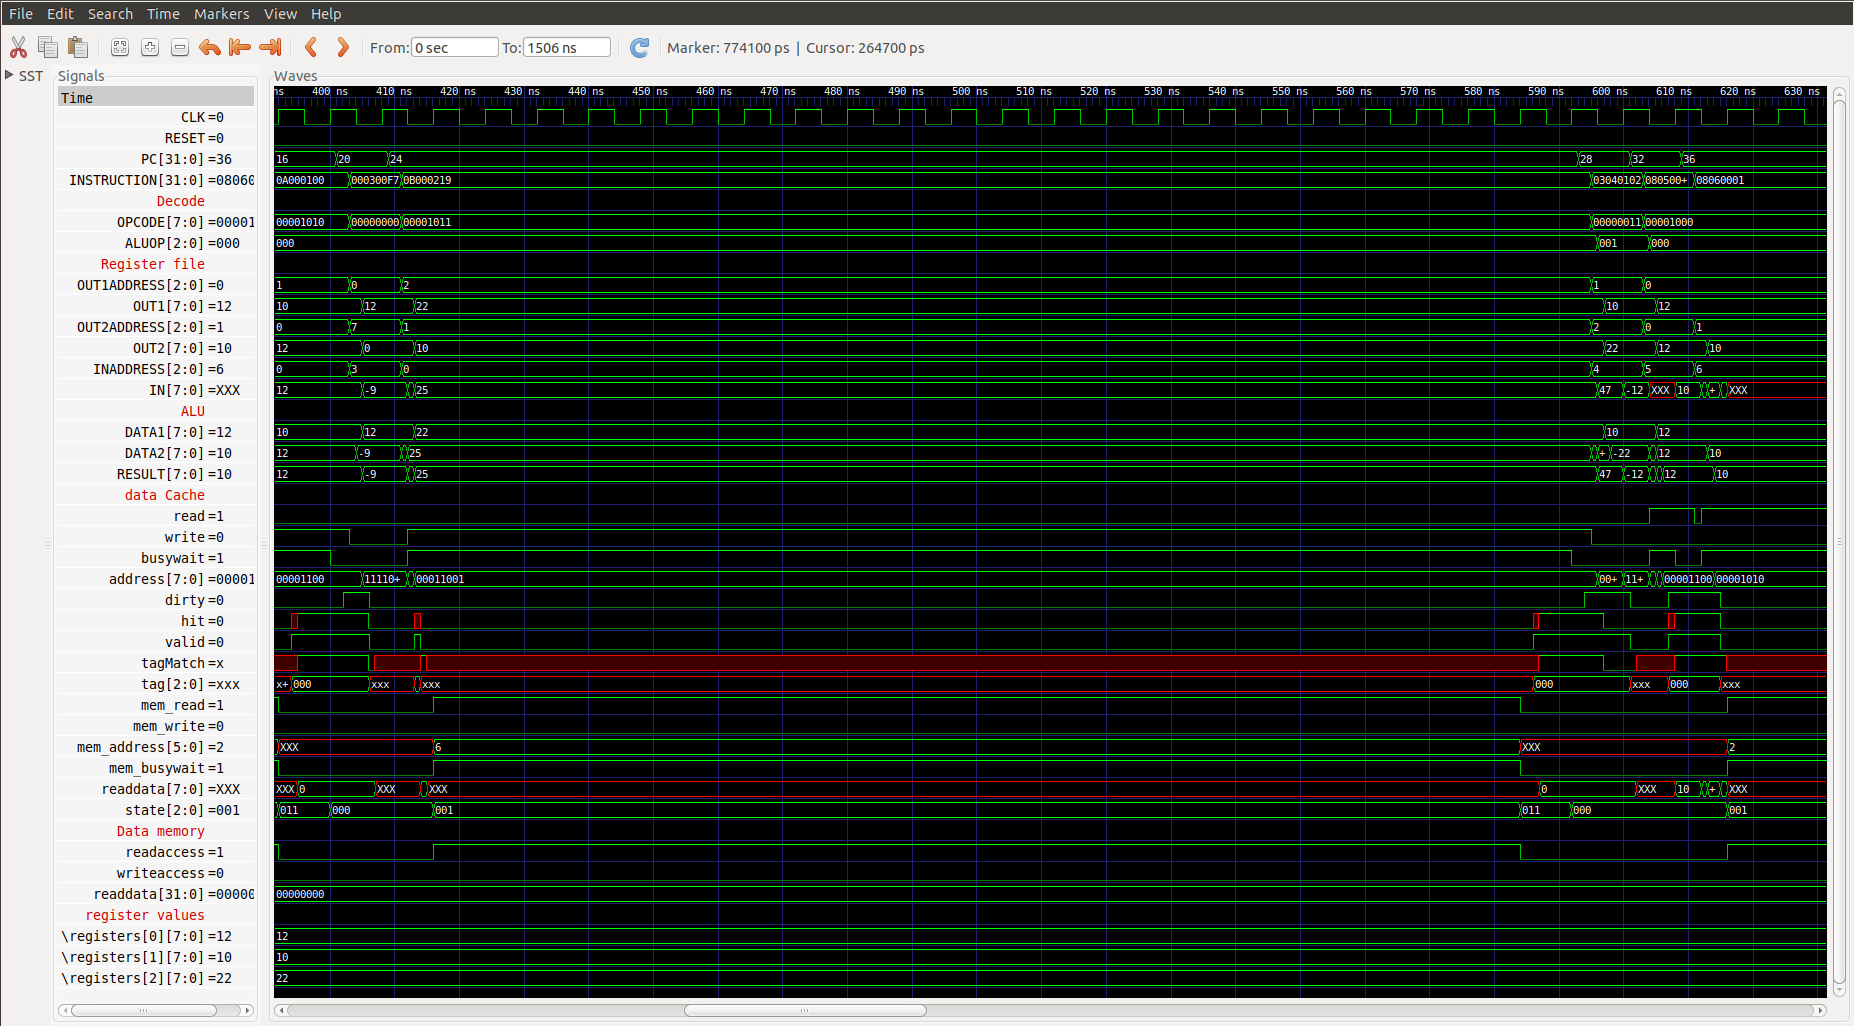 File Edit Search Time Markers View Help
From: 0 sec To: 1506 ns Marker: 774100 ps | Cursor: 264700 ps
SST Signals Waves
Time ns 400 ns 410 ns 420 ns 430 ns 440 ns 450 ns 460 ns 470 ns 480 ns 490 ns 500 ns 510 ns 520 ns 530 ns 540 ns 550 ns 560 ns 570 ns 580 ns 590 ns 600 ns 610 ns 620 ns 630 ns
CLK =0
RESET =0
PC[31:0] =36 16 20 24 28 32 36
INSTRUCTION[31:0] =08060 0A000100 000300F7 0B000219 03040102 080500+ 08060001
Decode
OPCODE[7:0] =00001 00001010 00000000 00001011 00000011 00001000
ALUOP[2:0] =000 000 001 000
Register file
OUT1ADDRESS[2:0] =0 1 0 2 1 0
OUT1[7:0] =12 10 12 22 10 12
OUT2ADDRESS[2:0] =1 0 7 1 2 0 1
OUT2[7:0] =10 12 0 10 22 12 10
INADDRESS[2:0] =6 0 3 0 4 5 6
IN[7:0] =XXX 12 -9 25 47 -12 XXX 10 + XXX
ALU
DATA1[7:0] =12 10 12 22 10 12
DATA2[7:0] =10 12 -9 25 + -22 12 10
RESULT[7:0] =10 12 -9 25 47 -12 12 10
data Cache
read =1
write =0
busywait =1
address[7:0] =00001 00001100 11110+ 00011001 00+ 11+ 00001100 00001010
dirty =0
hit =0
valid =0
tagMatch =x
tag[2:0] =xxx x+ 000 xxx xxx 000 xxx 000 xxx
mem_read =1
mem_write =0
mem_address[5:0] =2 XXX 6 XXX 2
mem_busywait =1
readdata[7:0] =XXX XXX 0 XXX XXX 0 XXX 10 + XXX
state[2:0] =001 011 000 001 011 000 001
Data memory
readaccess =1
writeaccess =0
readdata[31:0] =00000 00000000
register values
\registers[0][7:0] =12 12
\registers[1][7:0] =10 10
\registers[2][7:0] =22 22